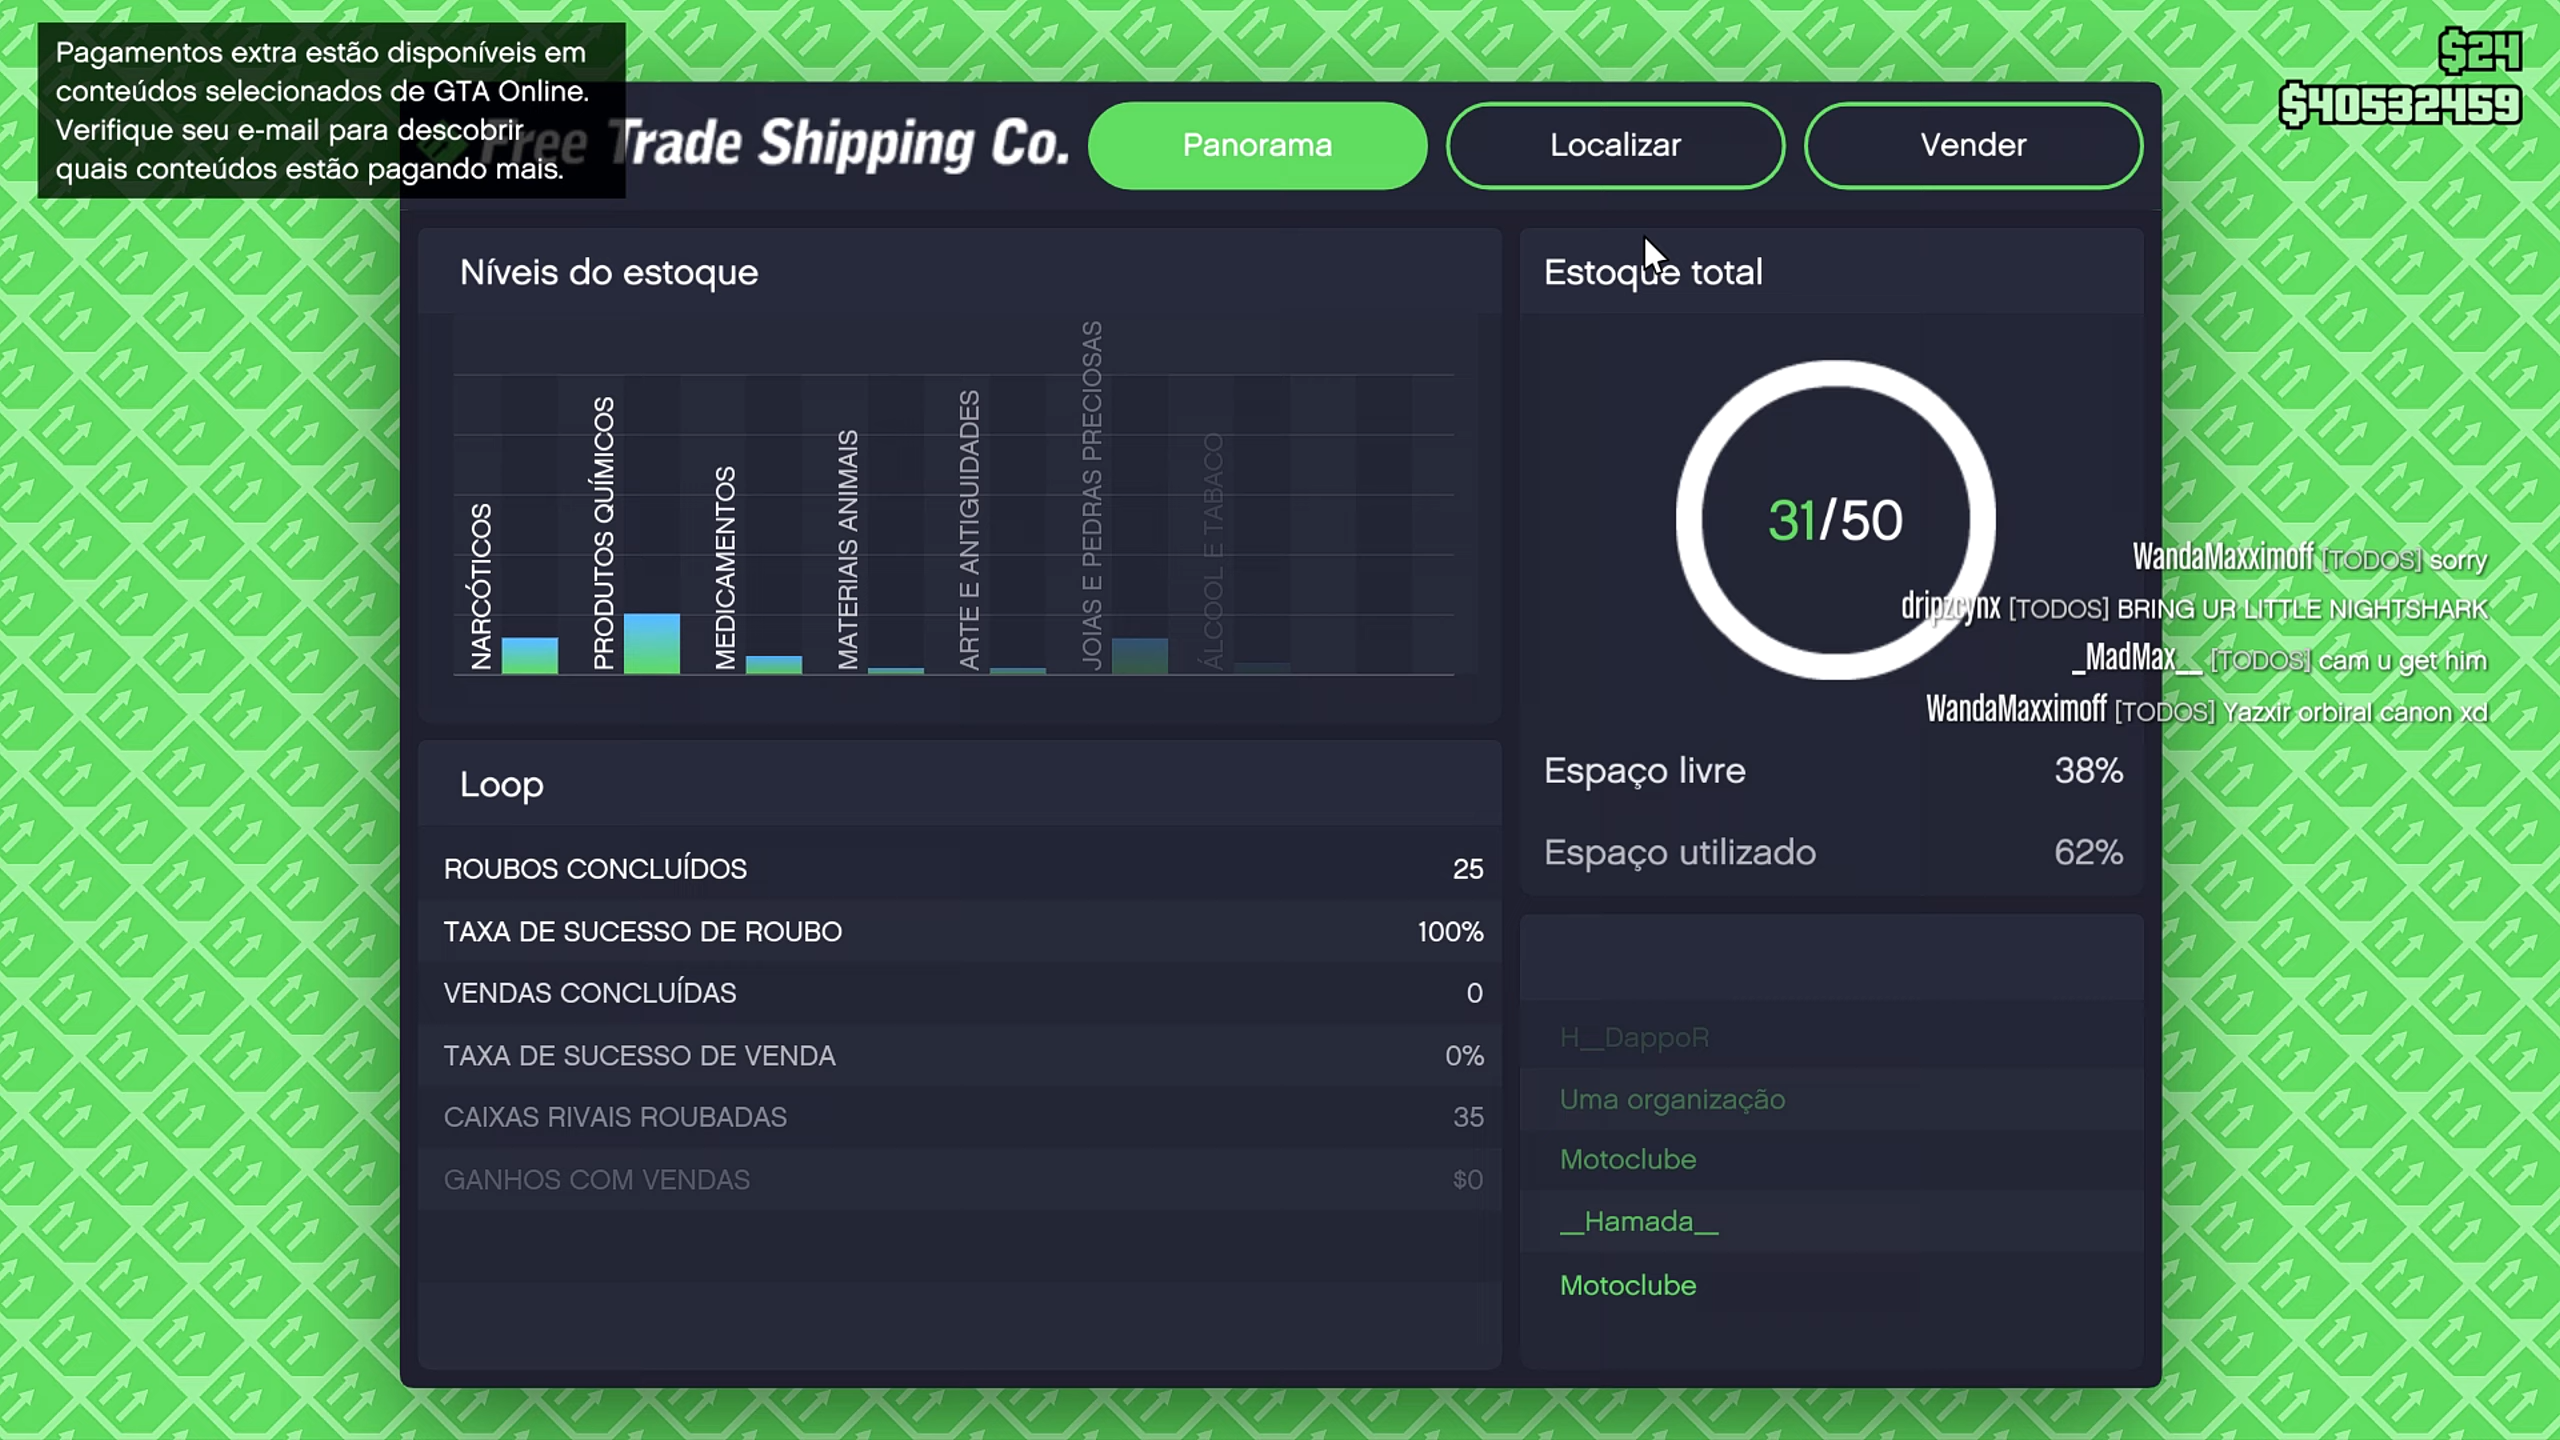 Pagamentos extra estão disponíveis em
conteúdos selecionados de GTA Online.
Verifique seu e-mail para descobrir
quais conteúdos estão pagando mais.
$24
$40532459
Free Trade Shipping Co.
Panorama
Localizar
Vender
Níveis do estoque
NARCÓTICOS
PRODUTOS QUÍMICOS
MEDICAMENTOS
MATERIAIS ANIMAIS
ARTE E ANTIGUIDADES
JOIAS E PEDRAS PRECIOSAS
ÁLCOOL E TABACO
Estoque total
31/50
WandaMaxximoff [TODOS] sorry
dripzcynx [TODOS] BRING UR LITTLE NIGHTSHARK
_MadMax__ [TODOS] cam u get him
WandaMaxximoff [TODOS] Yazxir orbiral canon xd
Espaço livre 38%
Espaço utilizado 62%
Loop
ROUBOS CONCLUÍDOS 25
TAXA DE SUCESSO DE ROUBO 100%
VENDAS CONCLUÍDAS 0
TAXA DE SUCESSO DE VENDA 0%
CAIXAS RIVAIS ROUBADAS 35
GANHOS COM VENDAS $0
H__DappoR
Uma organização
Motoclube
__Hamada__
Motoclube